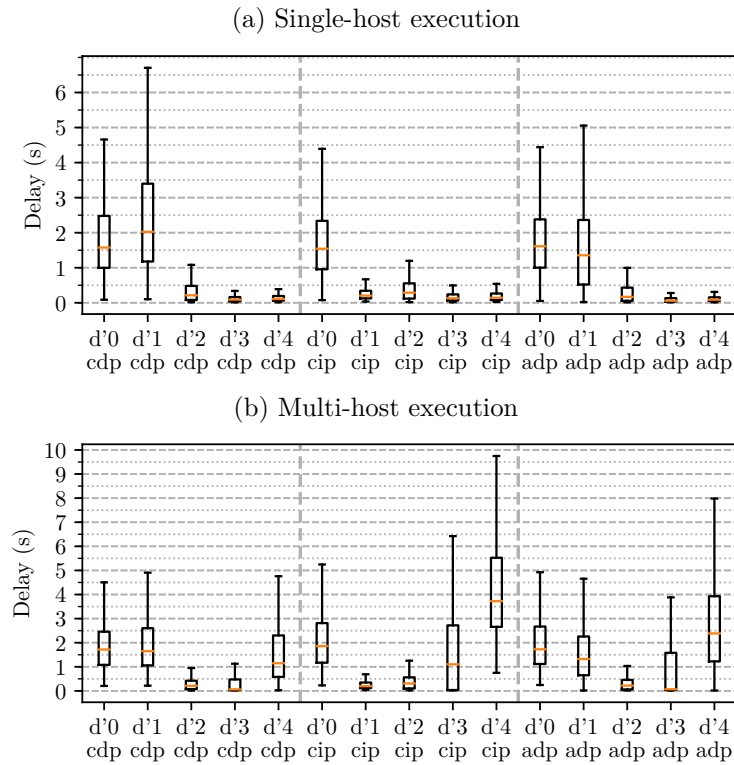 (a) Single-host execution
6
5
4
3
2
1
0
Delay (s)
d'0 d'1 d'2 d'3 d'4 d'0 d'1 d'2 d'3 d'4 d'0 d'1 d'2 d'3 d'4
cdp cdp cdp cdp cdp cip cip cip cip cip adp adp adp adp adp
(b) Multi-host execution
10
9
8
7
6
5
4
3
2
1
0
Delay (s)
d'0 d'1 d'2 d'3 d'4 d'0 d'1 d'2 d'3 d'4 d'0 d'1 d'2 d'3 d'4
cdp cdp cdp cdp cdp cip cip cip cip cip adp adp adp adp adp